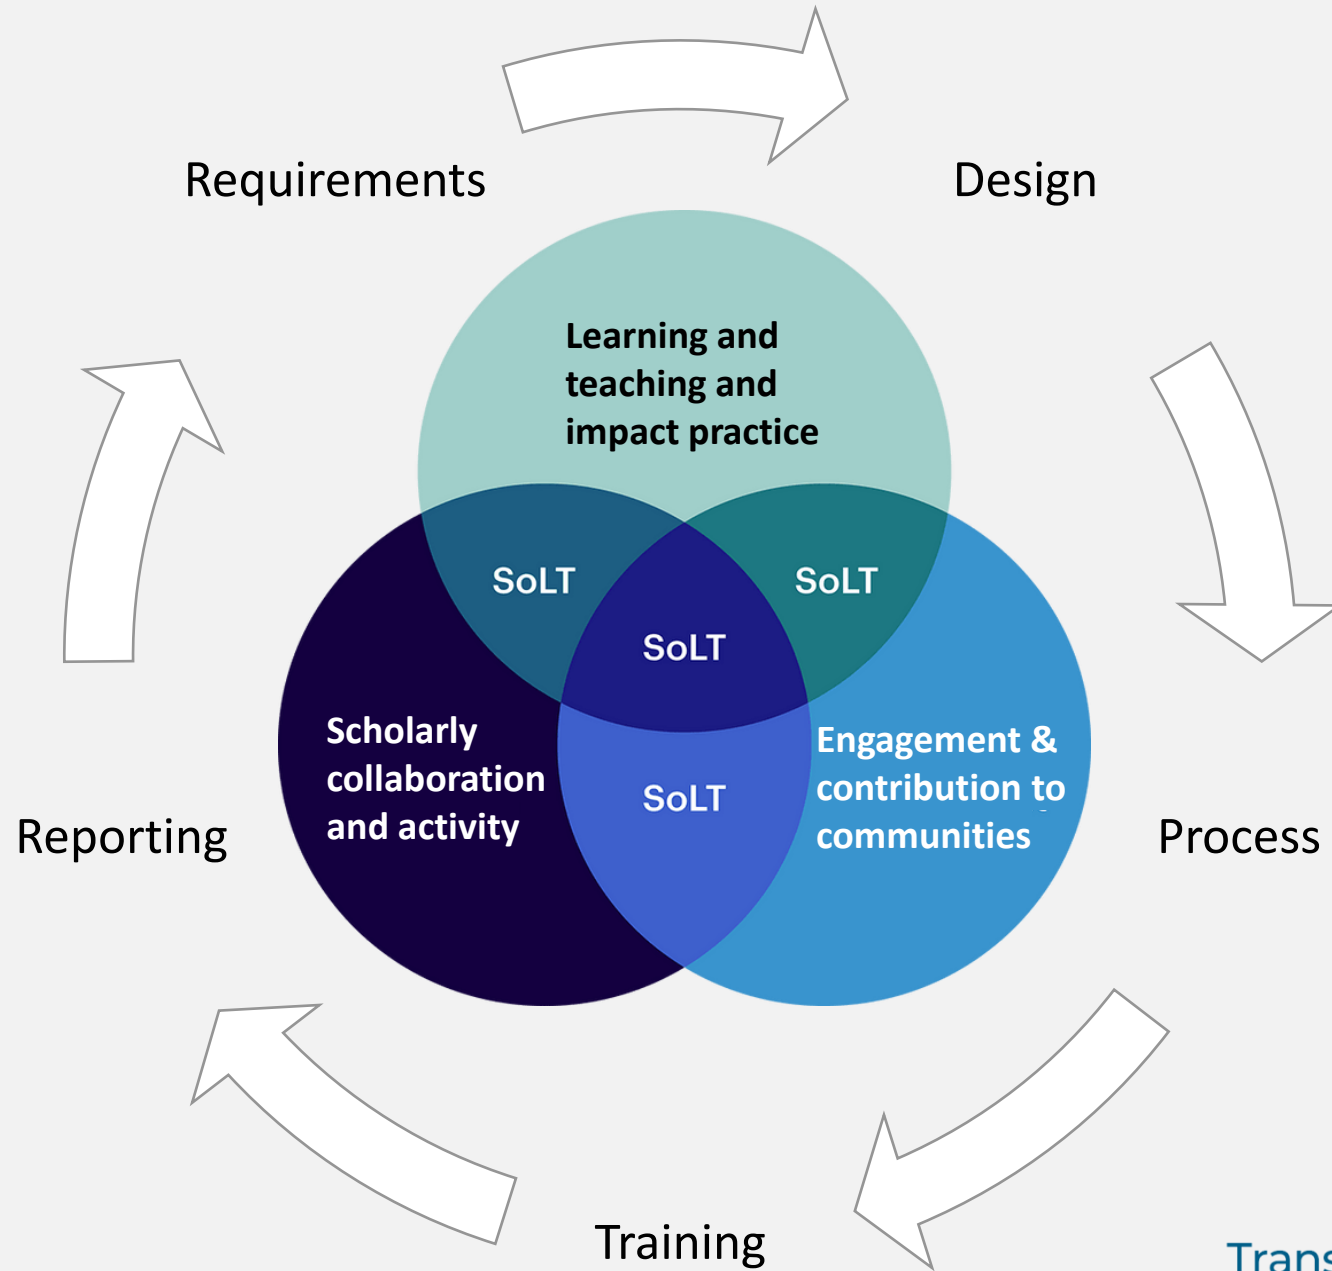 Requirements
Design
Learning and
teaching and
impact practice
SoLT
SoLT
SoLT
Scholarly
collaboration
and activity
Engagement &
contribution to
communities
SoLT
Reporting
Process
Training
Trans